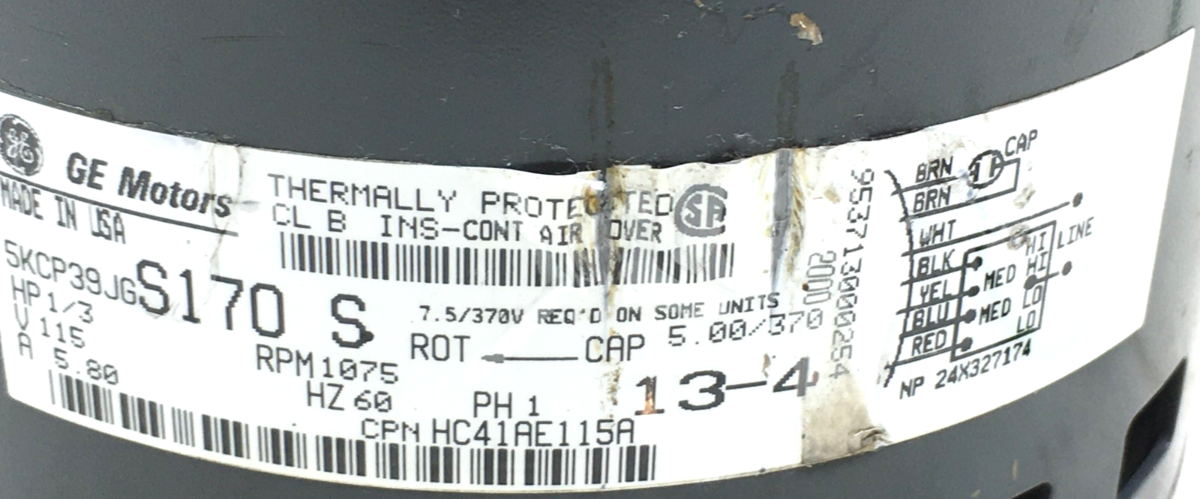 GE
GE Motors
MADE IN USA
THERMALLY PROTECTED
CL B INS-CONT AIR OVER
SA
5KCP39JGS170 S
HP 1/3
V 115
A 5.80
RPM 1075
HZ 60
7.5/370V REQ'D ON SOME UNITS
ROT
CAP 5.00/370
PH 1
13-4
CPN HC41AE115A
2000
9537130000254
BRN
BRN
CAP
WHT
LINE
BLK
HI
YEL
MED
HI
BLU
MED
LO
RED
LO
NP 24X327174